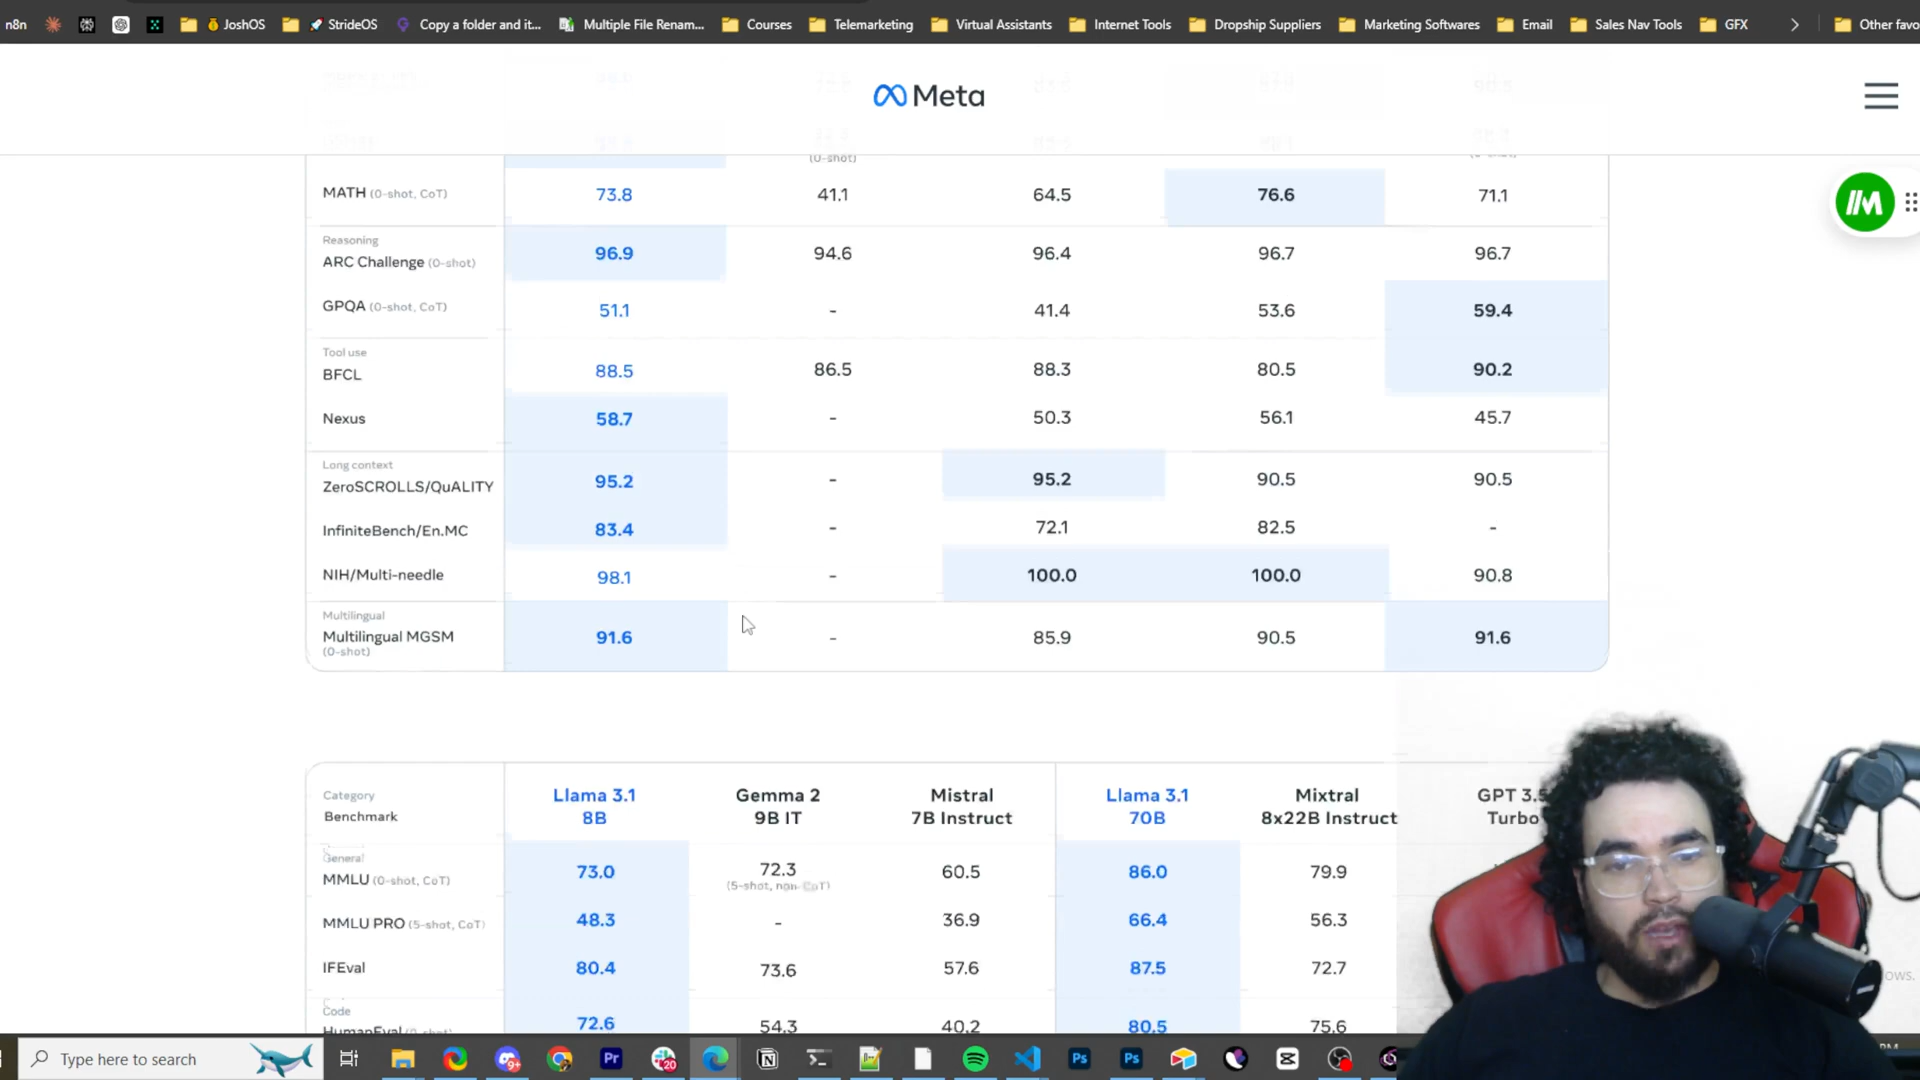 n8n JoshOS StrideOS Copy a folder and it... Multiple File Renam... Courses Telemarketing Virtual Assistants Internet Tools Dropship Suppliers Marketing Softwares Email Sales Nav Tools GFX Other favo
Meta
(0-shot)
MATH (0-shot, CoT) 73.8 41.1 64.5 76.6 71.1
Reasoning
ARC Challenge (0-shot) 96.9 94.6 96.4 96.7 96.7
GPQA (0-shot, CoT) 51.1 - 41.4 53.6 59.4
Tool use
BFCL 88.5 86.5 88.3 80.5 90.2
Nexus 58.7 - 50.3 56.1 45.7
Long context
ZeroSCROLLS/QuALITY 95.2 - 95.2 90.5 90.5
InfiniteBench/En.MC 83.4 - 72.1 82.5 -
NIH/Multi-needle 98.1 - 100.0 100.0 90.8
Multilingual
Multilingual MGSM 91.6 - 85.9 90.5 91.6
(0-shot)
Category
Benchmark
Llama 3.1
8B
Gemma 2
9B IT
Mistral
7B Instruct
Llama 3.1
70B
Mixtral
8x22B Instruct
GPT 3.5
Turbo
General
MMLU (0-shot, CoT) 73.0 72.3 60.5 86.0 79.9
(5-shot, non-CoT)
MMLU PRO (5-shot, CoT) 48.3 - 36.9 66.4 56.3
IFEval 80.4 73.6 57.6 87.5 72.7
Code
HumanEval (0-shot) 72.6 54.3 40.2 80.5 75.6
Type here to search